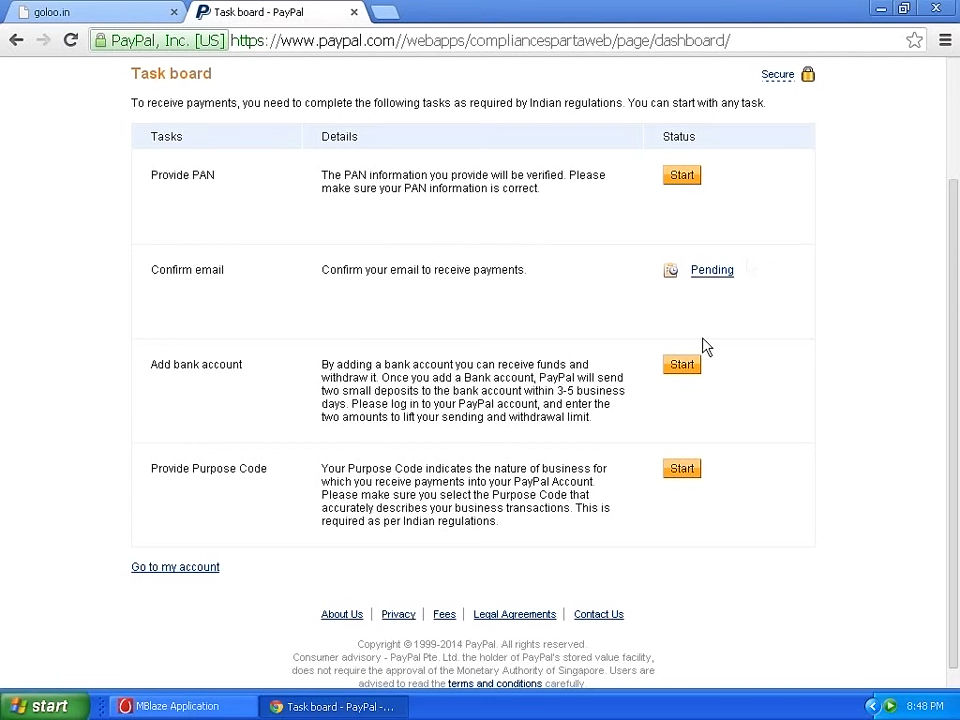 goloo.in
Task board - PayPal
PayPal, Inc. [US] https://www.paypal.com//webapps/compliancespartaweb/page/dashboard/
Task board
Secure
To receive payments, you need to complete the following tasks as required by Indian regulations. You can start with any task.
Tasks Details Status
Provide PAN
The PAN information you provide will be verified. Please
make sure your PAN information is correct.
Start
Confirm email
Confirm your email to receive payments.
Pending
Add bank account
By adding a bank account you can receive funds and
withdraw it. Once you add a Bank account, PayPal will send
two small deposits to the bank account within 3-5 business
days. Please log in to your PayPal account, and enter the
two amounts to lift your sending and withdrawal limit.
Start
Provide Purpose Code
Your Purpose Code indicates the nature of business for
which you receive payments into your PayPal Account.
Please make sure you select the Purpose Code that
accurately describes your business transactions. This is
required as per Indian regulations.
Start
Go to my account
About Us | Privacy | Fees | Legal Agreements | Contact Us
Copyright © 1999-2014 PayPal. All rights reserved.
Consumer advisory - PayPal Pte. Ltd. the holder of PayPal's stored value facility,
does not require the approval of the Monetary Authority of Singapore. Users are
advised to read the terms and conditions carefully.
start
MBlaze Application
Task board - PayPal -...
8:48 PM